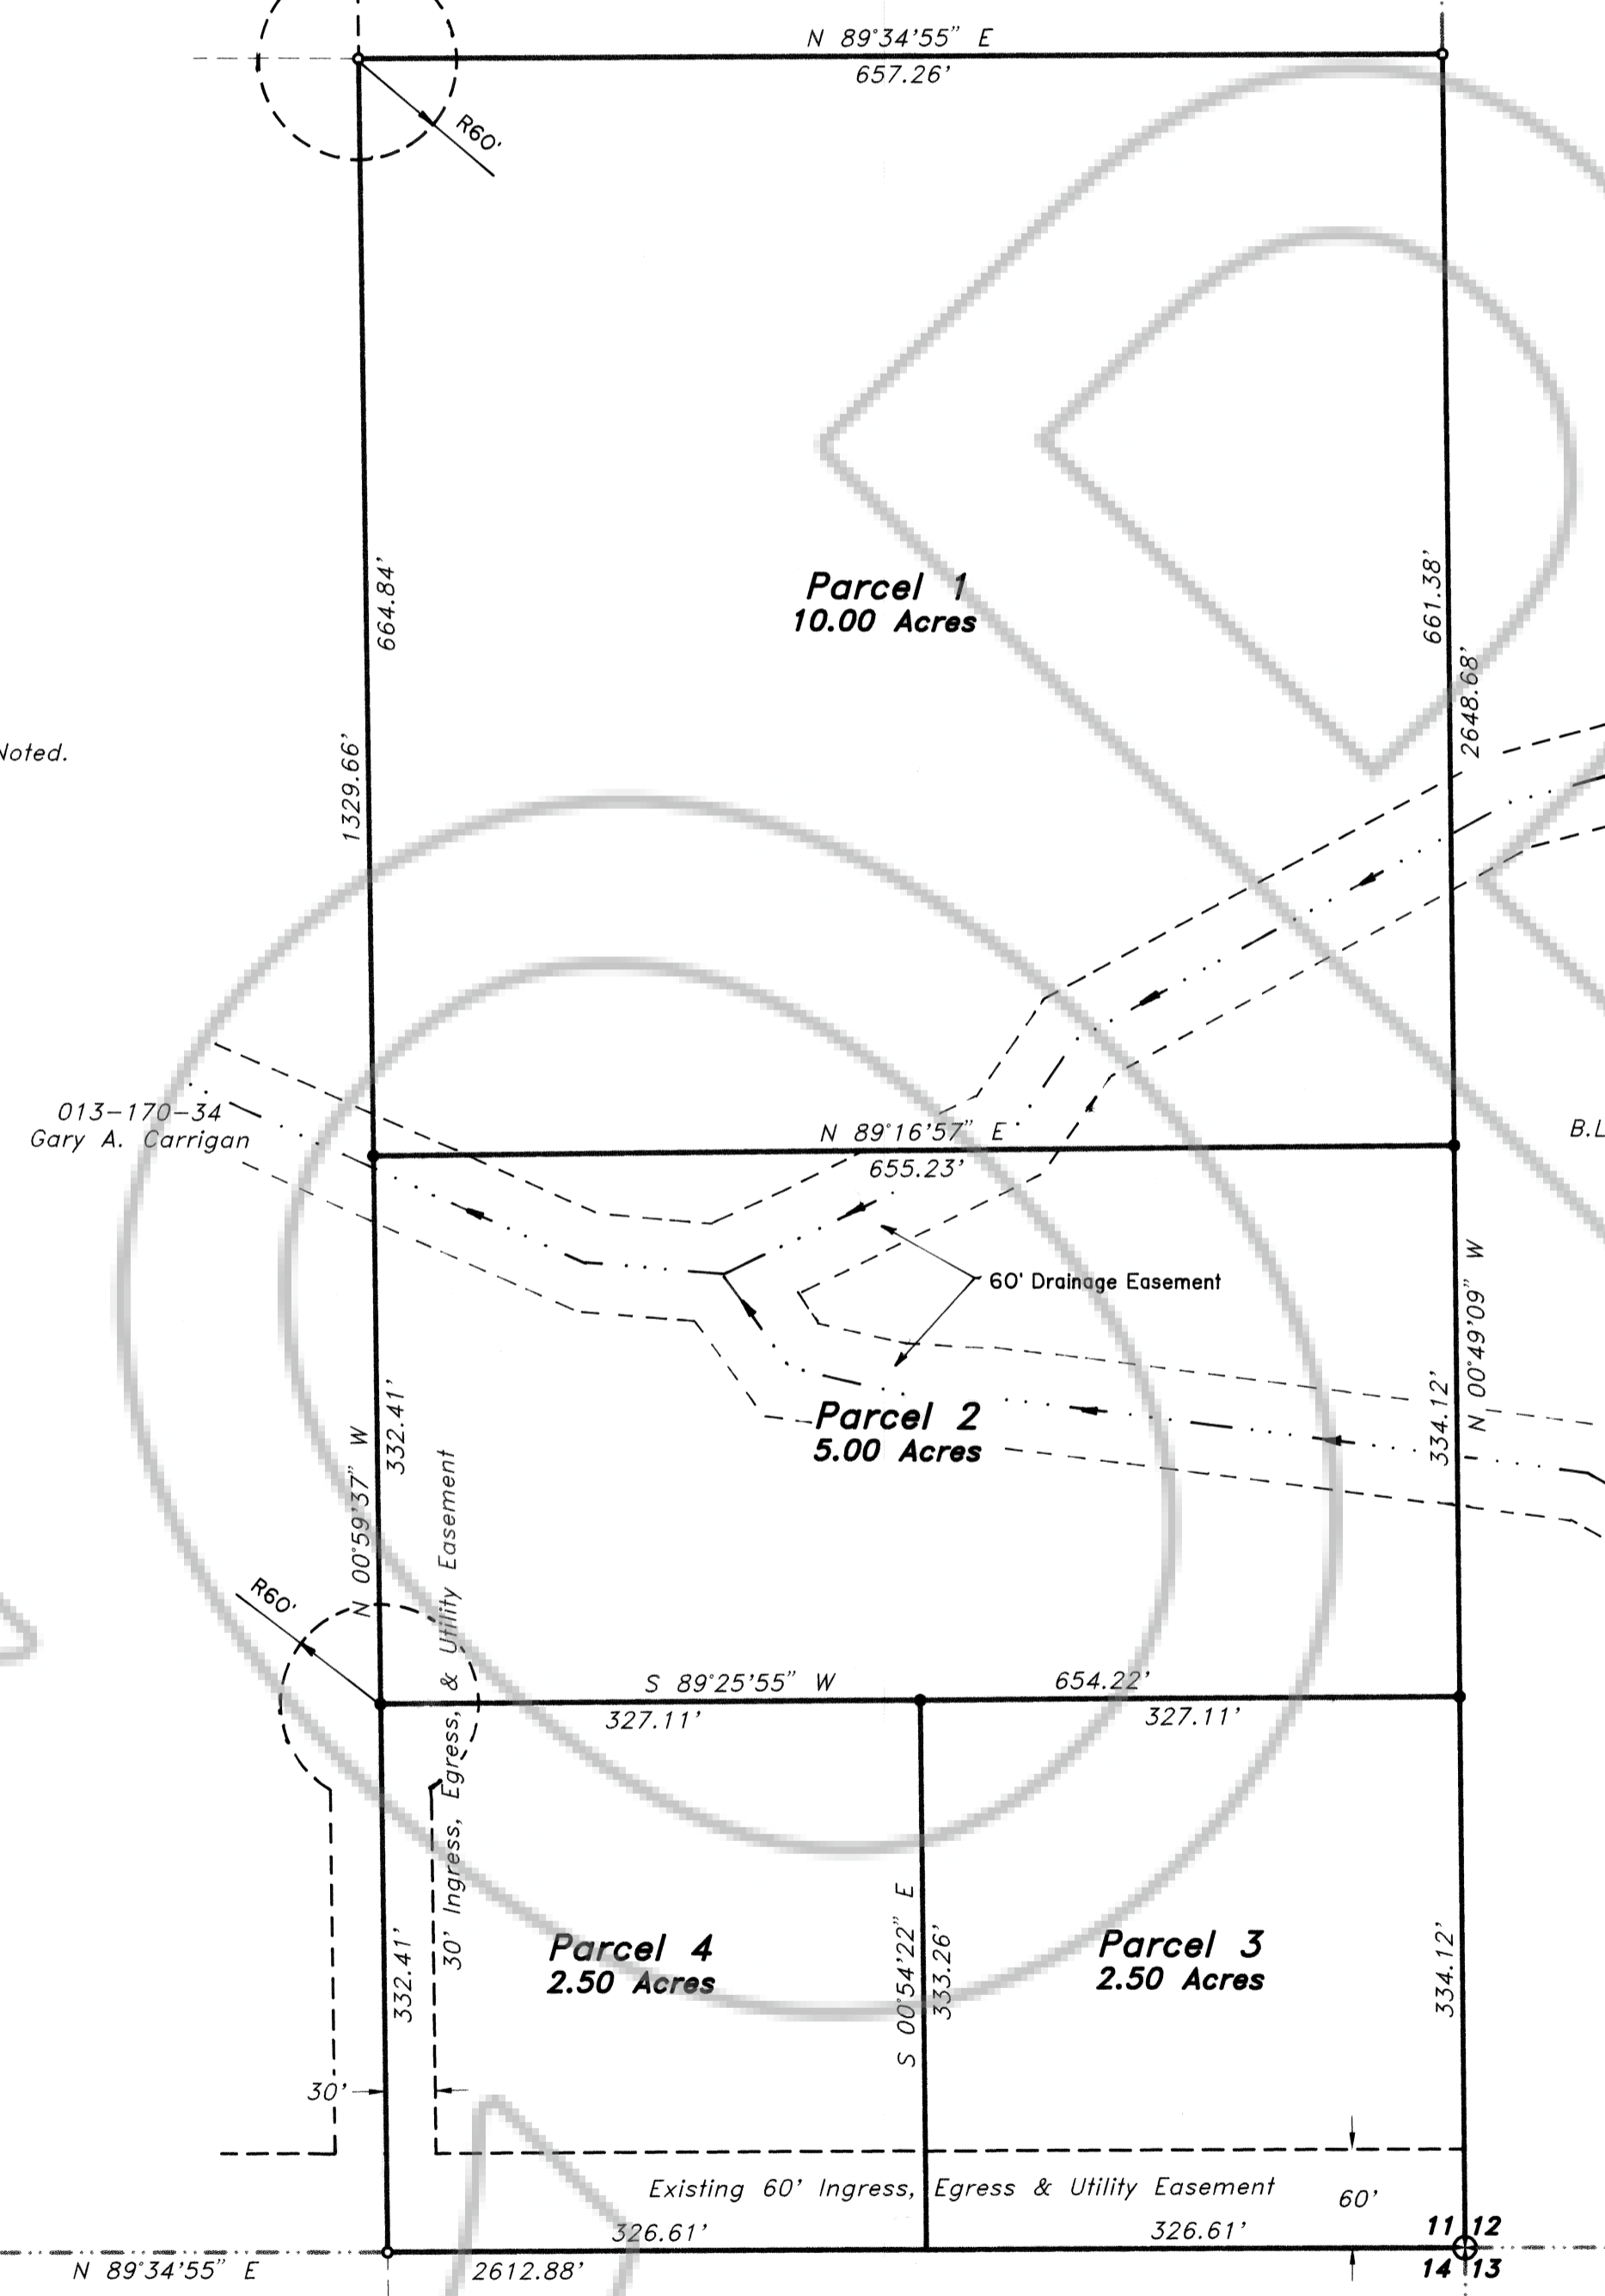 N 89°34'55" E
657.26'
R60'
664.84'
661.38'
Parcel 1
10.00 Acres
1329.66'
2648.68'
Noted.
013-170-34
Gary A. Carrigan
B.L
N 89°16'57" E
655.23'
60' Drainage Easement
N 00°49'09" W
332.41'
334.12'
Parcel 2
5.00 Acres
N 00°59'37" W
30' Ingress, Egress, & Utility Easement
R60'
S 89°25'55" W
654.22'
327.11'
327.11'
S 00°54'22" E
333.26'
332.41'
334.12'
Parcel 4
2.50 Acres
Parcel 3
2.50 Acres
30'
Existing 60' Ingress, Egress & Utility Easement
60'
326.61'
326.61'
11 12
14 13
N 89°34'55" E
2612.88'